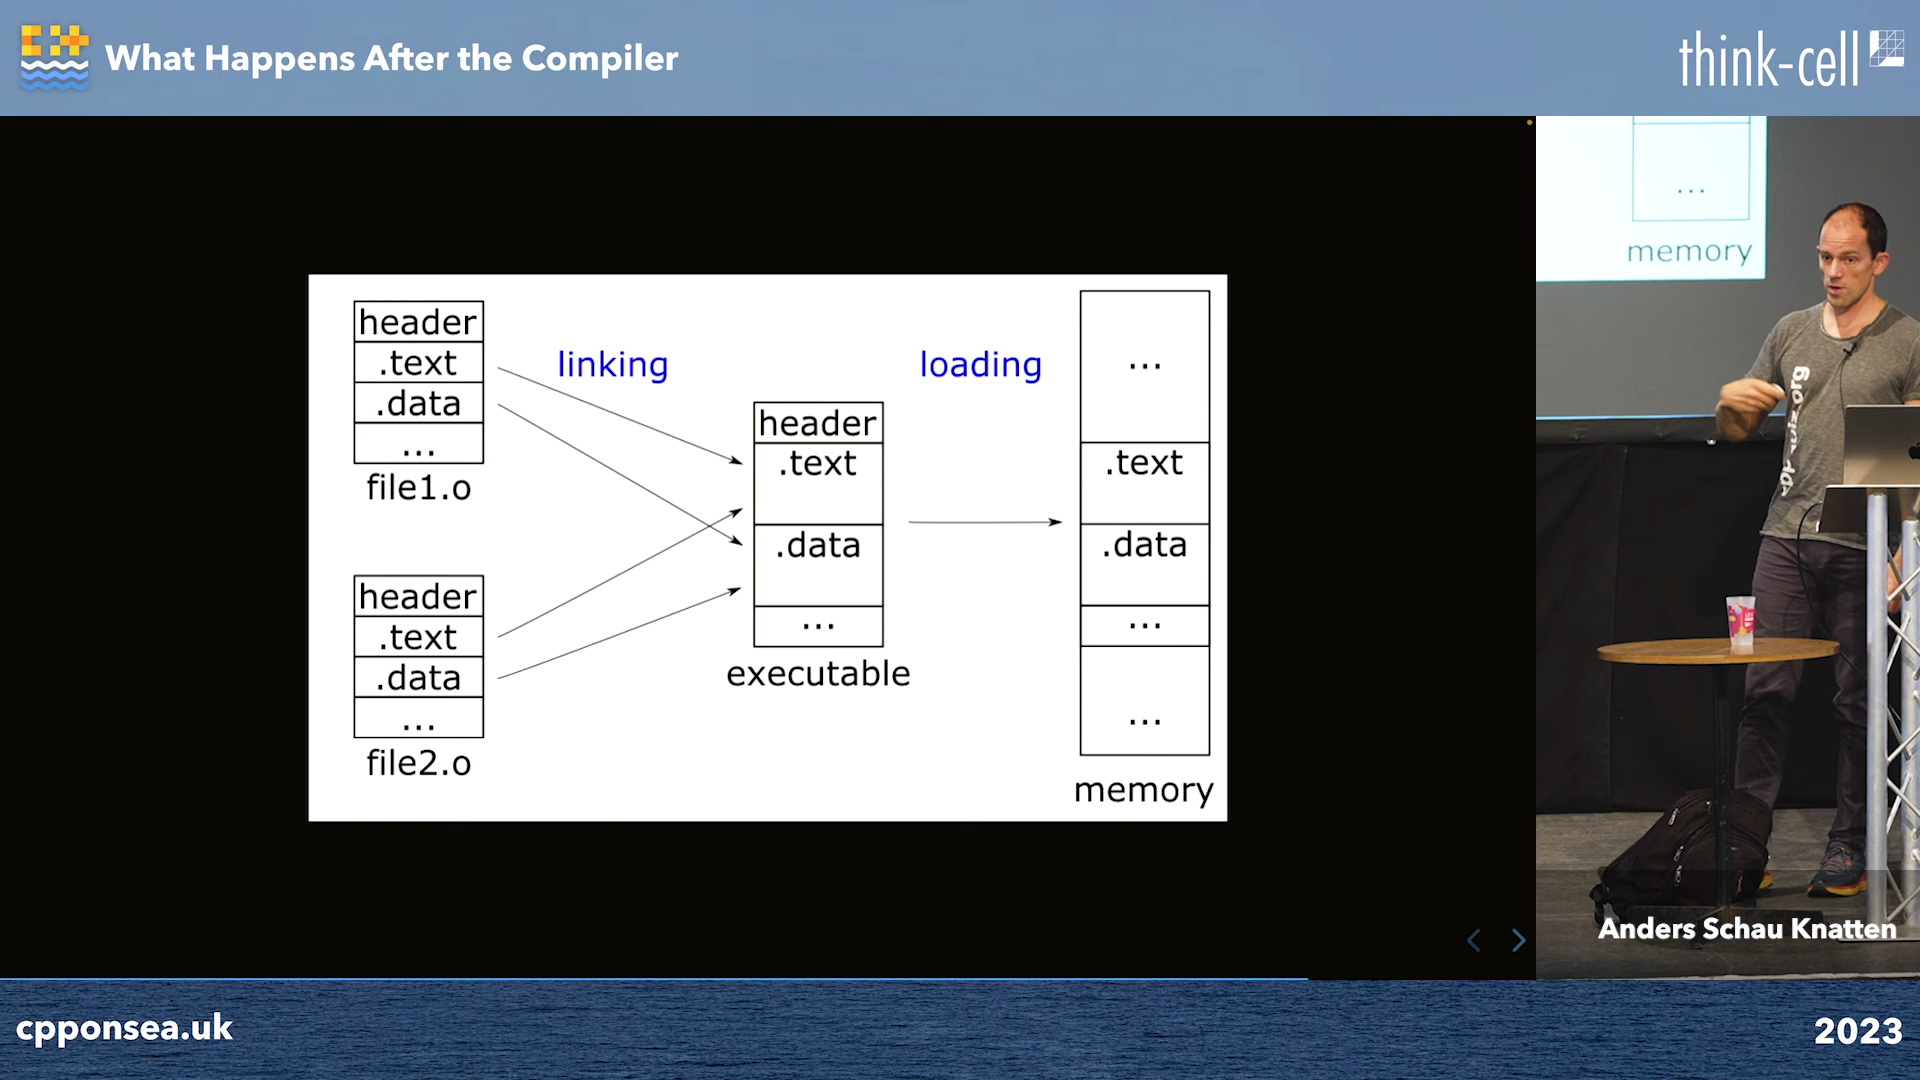 What Happens After the Compiler
think-cell
header
.text
.data
...
file1.o
header
.text
.data
...
file2.o
linking
header
.text
.data
...
executable
loading
...
.text
.data
...
...
memory
...
memory
Anders Schau Knatten
cpponsea.uk
2023